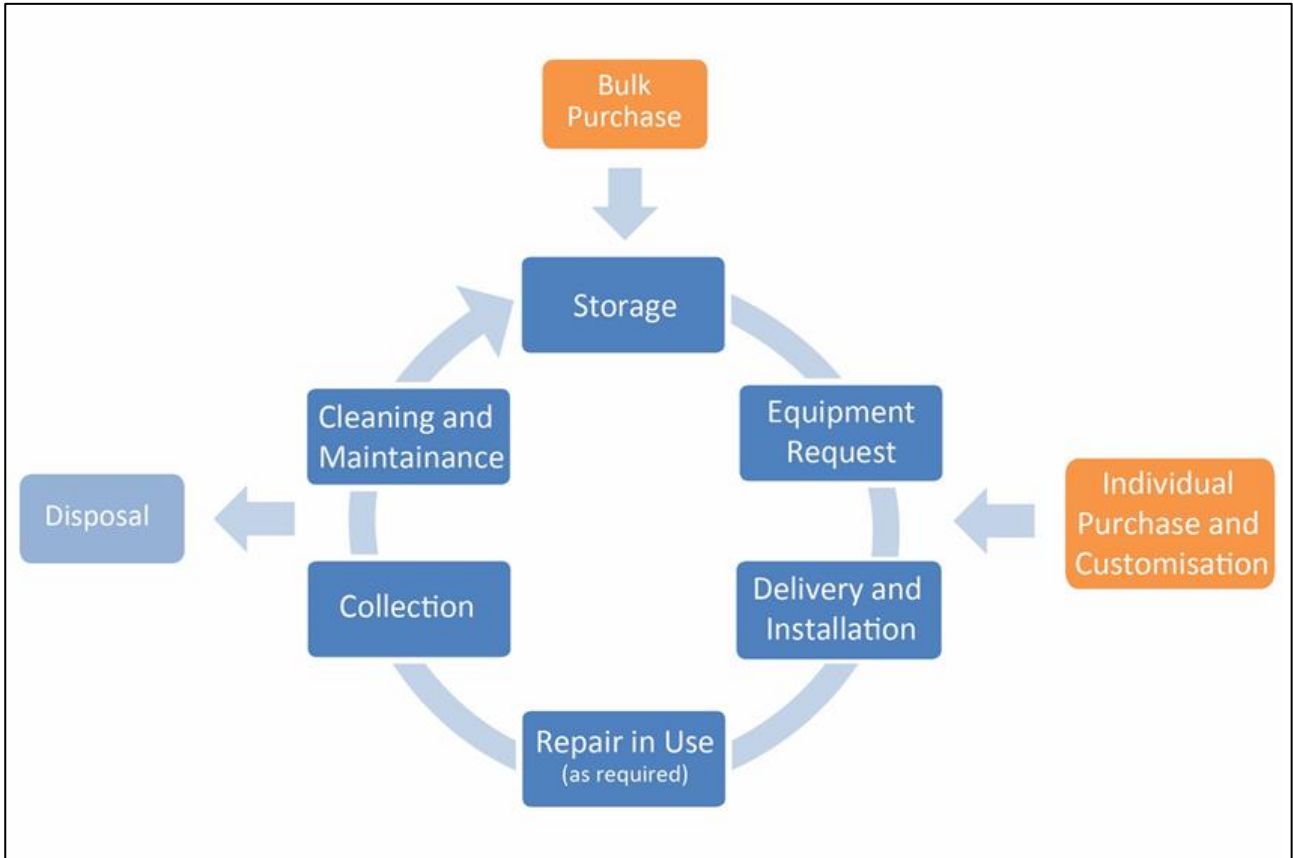 Bulk
Purchase
Storage
Equipment
Request
Individual
Purchase and
Customisation
Delivery and
Installation
Repair in Use
(as required)
Collection
Disposal
Cleaning and
Maintainance